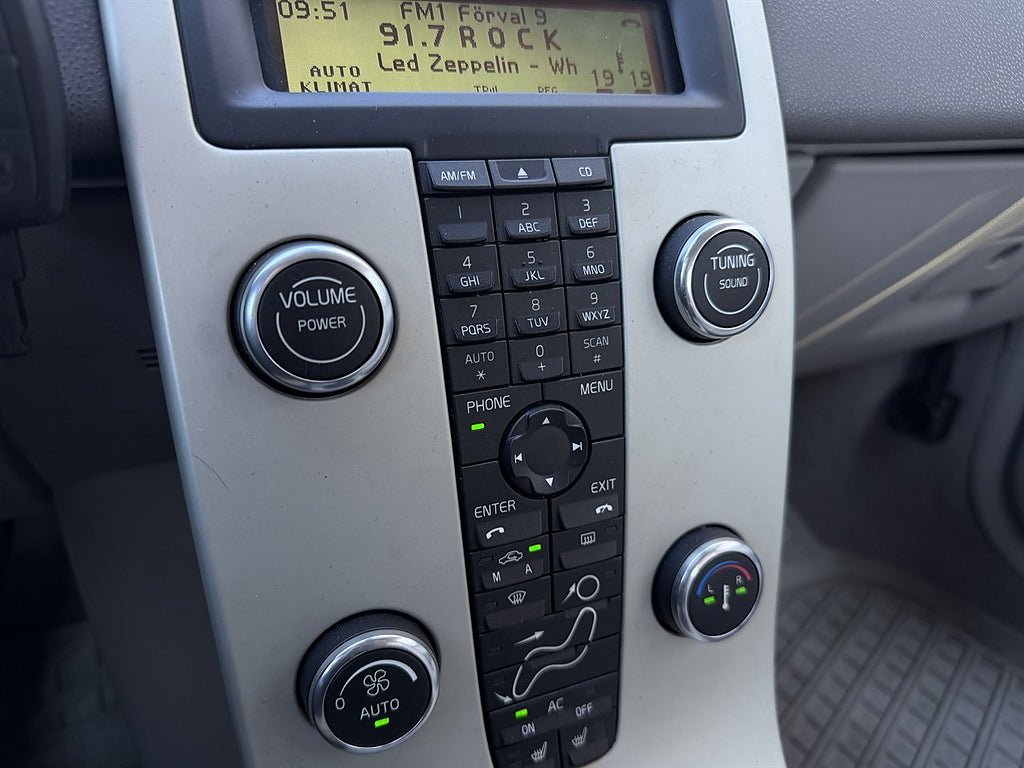 09:51 FM1 Förval 9
91.7 ROCK
Led Zeppelin - Wh
AUTO
KLIMAT
19 19
AM/FM CD
1 2 ABC 3 DEF
4 GHI 5 JKL 6 MNO
7 PQRS 8 TUV 9 WXYZ
AUTO * 0 + SCAN #
VOLUME
POWER
TUNING
SOUND
PHONE MENU
ENTER EXIT
M A
L R
0 AUTO
AC
ON OFF